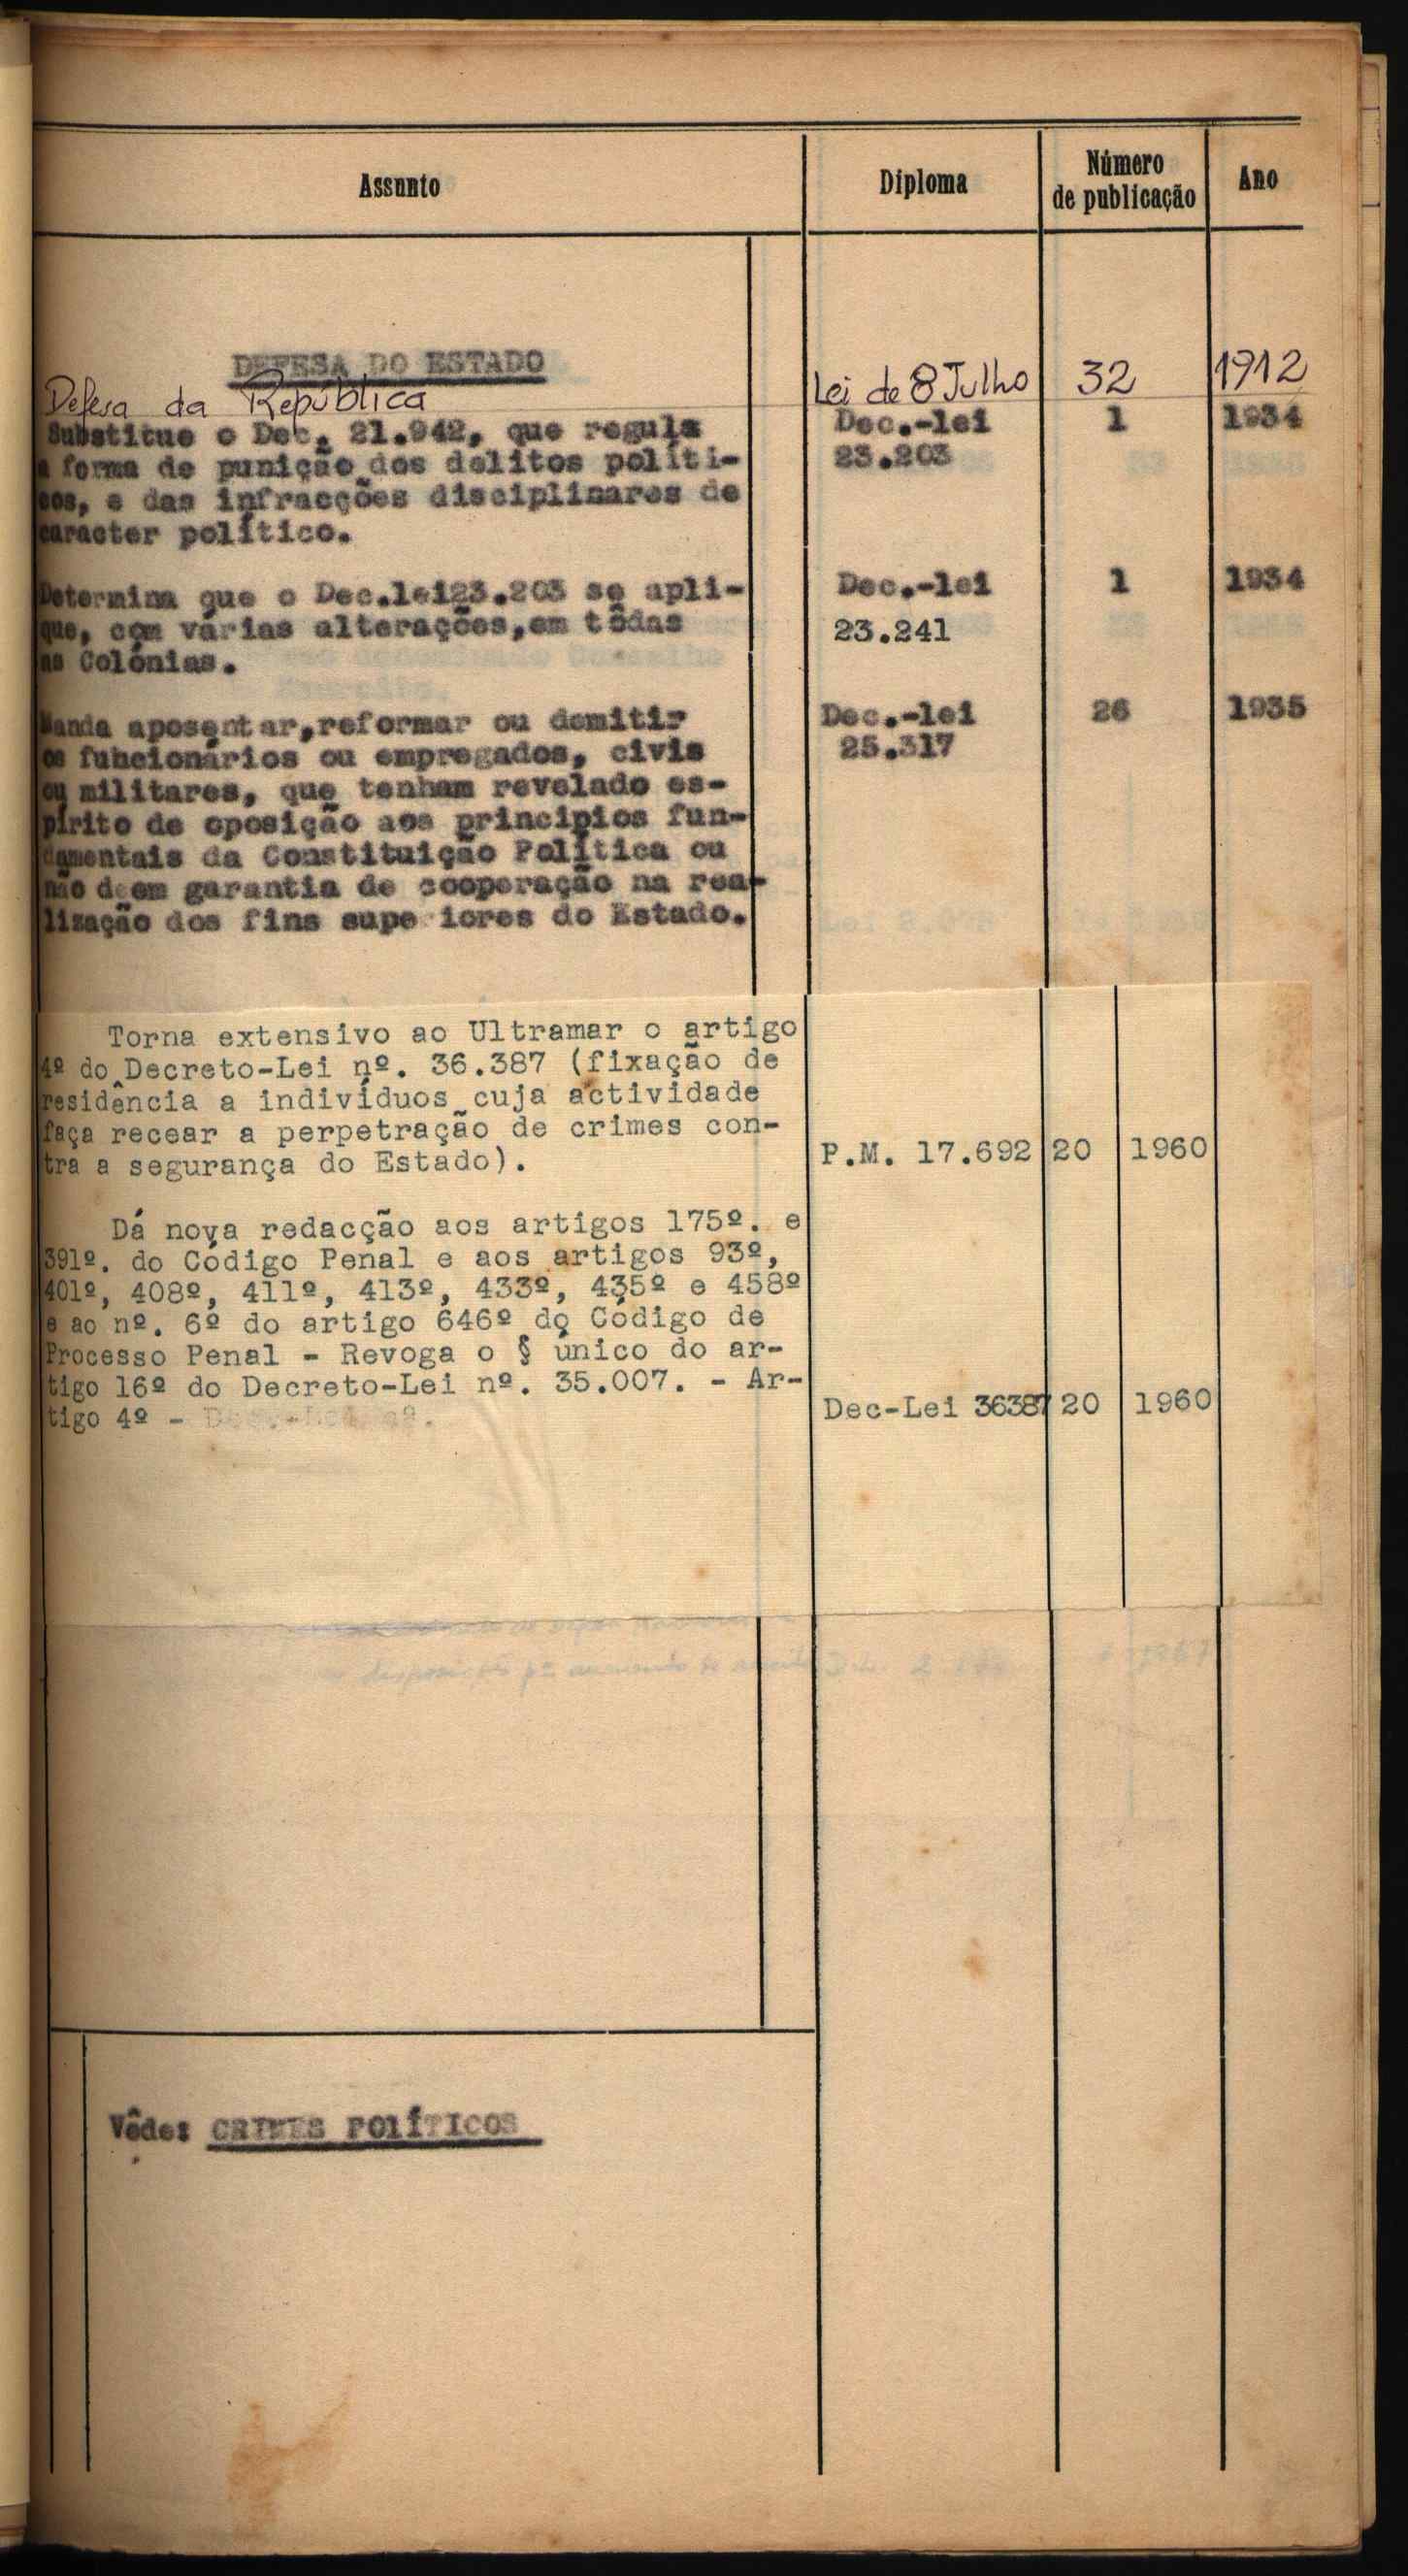 Assunto Diploma Número de publicação Ano
DEFESA DO ESTADO
Defesa da República Lei de 8 Julho 32 1912
Substitue o Dec. 21.942, que regula Dec.-lei 1 1934
a forma de punição dos delitos políti- 23.203
cos, e das infracções disciplinares de
caracter político.
Determina que o Dec.lei23.203 se apli- Dec.-lei 1 1934
que, com várias alterações,em tôdas 23.241
as Colónias.
Manda aposentar,reformar ou demitir Dec.-lei 26 1935
os funcionários ou empregados, civis 25.317
ou militares, que tenham revelado es-
pírito de oposição aos principios fun-
damentais da Constituição Política ou
não deem garantia de cooperação na rea-
lização dos fins supe iores do Estado.
Torna extensivo ao Ultramar o artigo
4º do Decreto-Lei nº. 36.387 (fixação de
residência a indivíduos cuja actividade
faça recear a perpetração de crimes con-
tra a segurança do Estado). P.M. 17.692 20 1960
Dá nova redacção aos artigos 175º. e
391º. do Código Penal e aos artigos 93º,
401º, 408º, 411º, 413º, 433º, 435º e 458º
e ao nº. 6º do artigo 646º do Código de
Processo Penal - Revoga o § único do ar-
tigo 16º do Decreto-Lei nº. 35.007. - Ar-
tigo 4º - Dec-Lei 36387 20 1960
Vêde: CRIMES POLÍTICOS